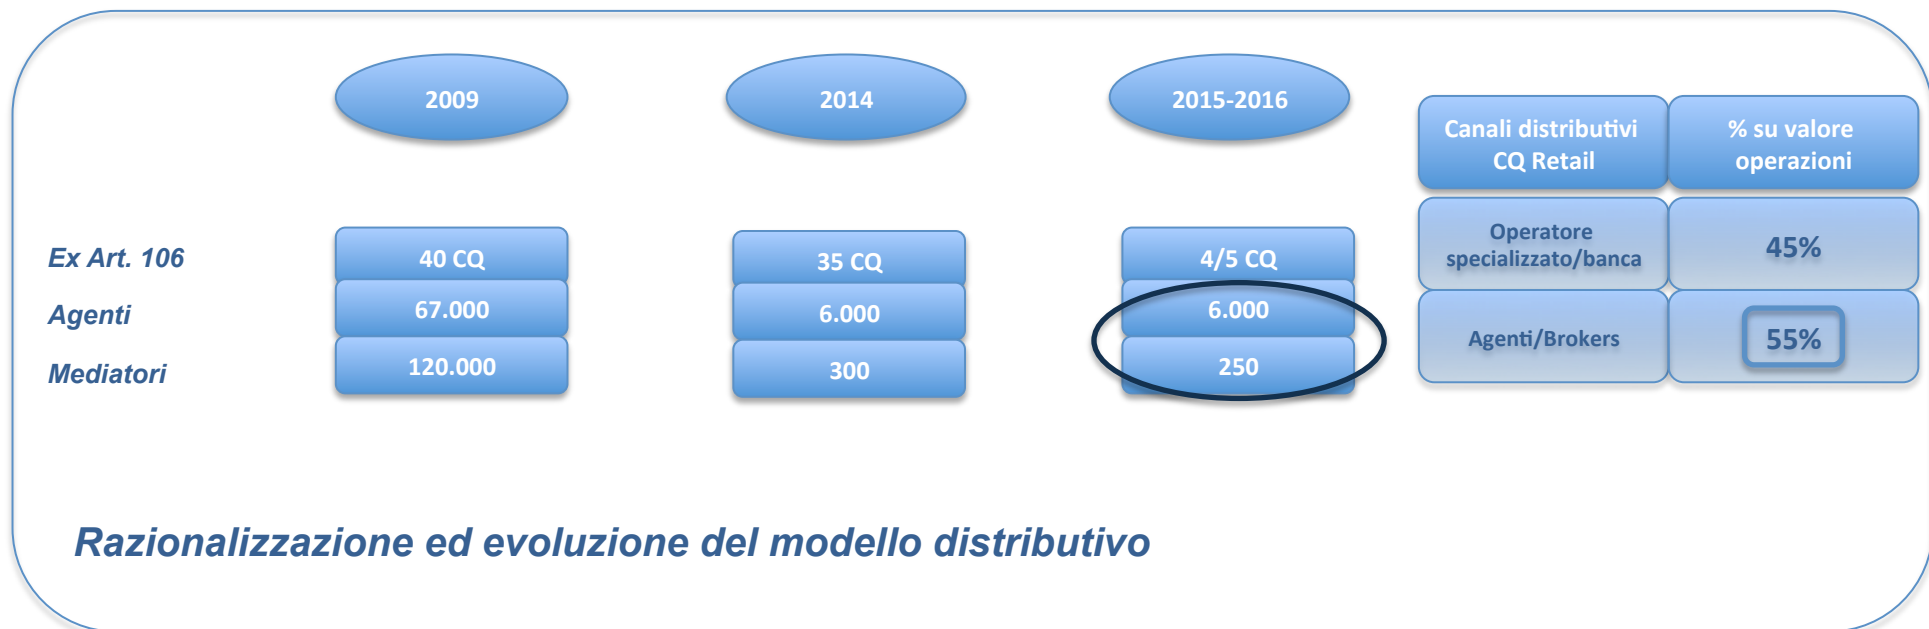 2009
2014
2015-2016
Canali distributivi
CQ Retail
% su valore
operazioni
Ex Art. 106
40 CQ
35 CQ
4/5 CQ
Operatore
specializzato/banca
45%
Agenti
67.000
6.000
6.000
Agenti/Brokers
55%
Mediatori
120.000
300
250
Razionalizzazione ed evoluzione del modello distributivo